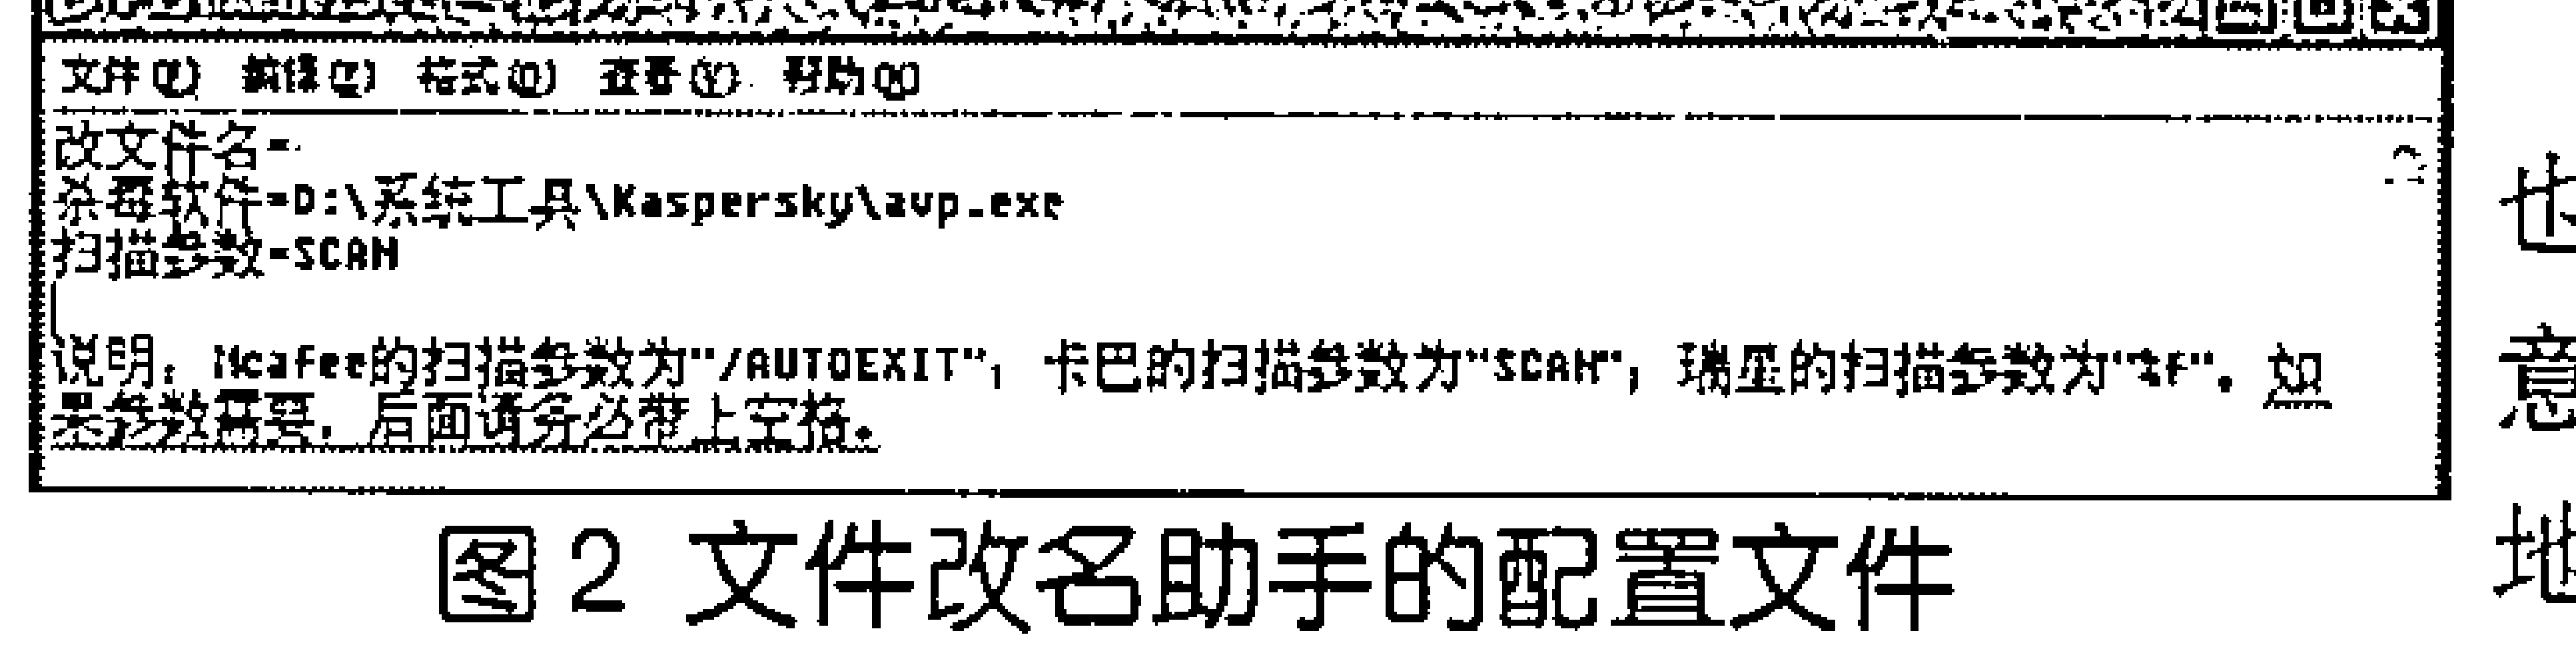 文件(F) 编辑(E) 格式(O) 查看(V) 帮助(H)
改文件名=
杀毒软件=D:\系统工具\Kaspersky\avp.exe
扫描参数=SCAN
说明：Mcafee的扫描参数为"/AUTOEXIT"；卡巴的扫描参数为"SCAN"；瑞星的扫描参数为"%F"。如
果参数需要，后面请务必带上空格。
图2 文件改名助手的配置文件
也
意
地